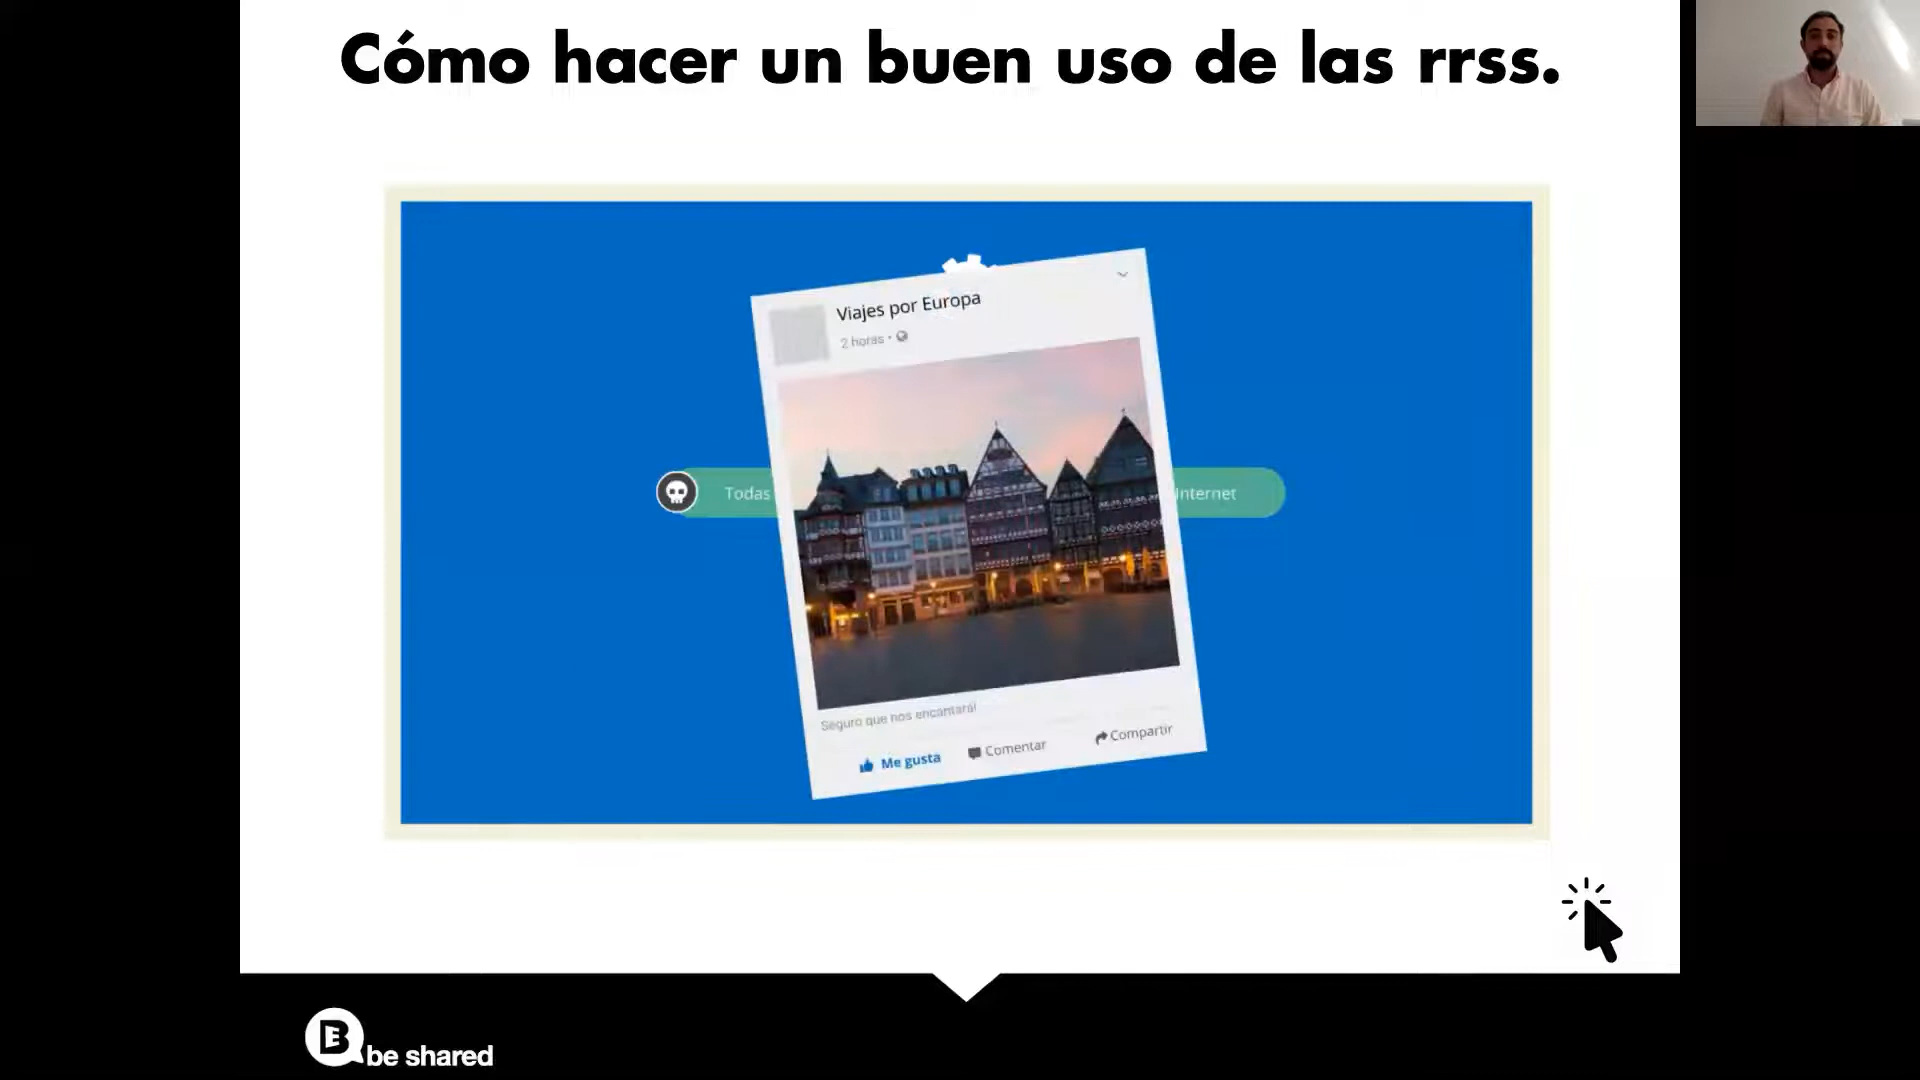 Cómo hacer un buen uso de las rrss.
Viajes por Europa
2 horas •
Todas
Internet
Seguro que nos encantará!
Me gusta
Comentar
Compartir
B
be shared